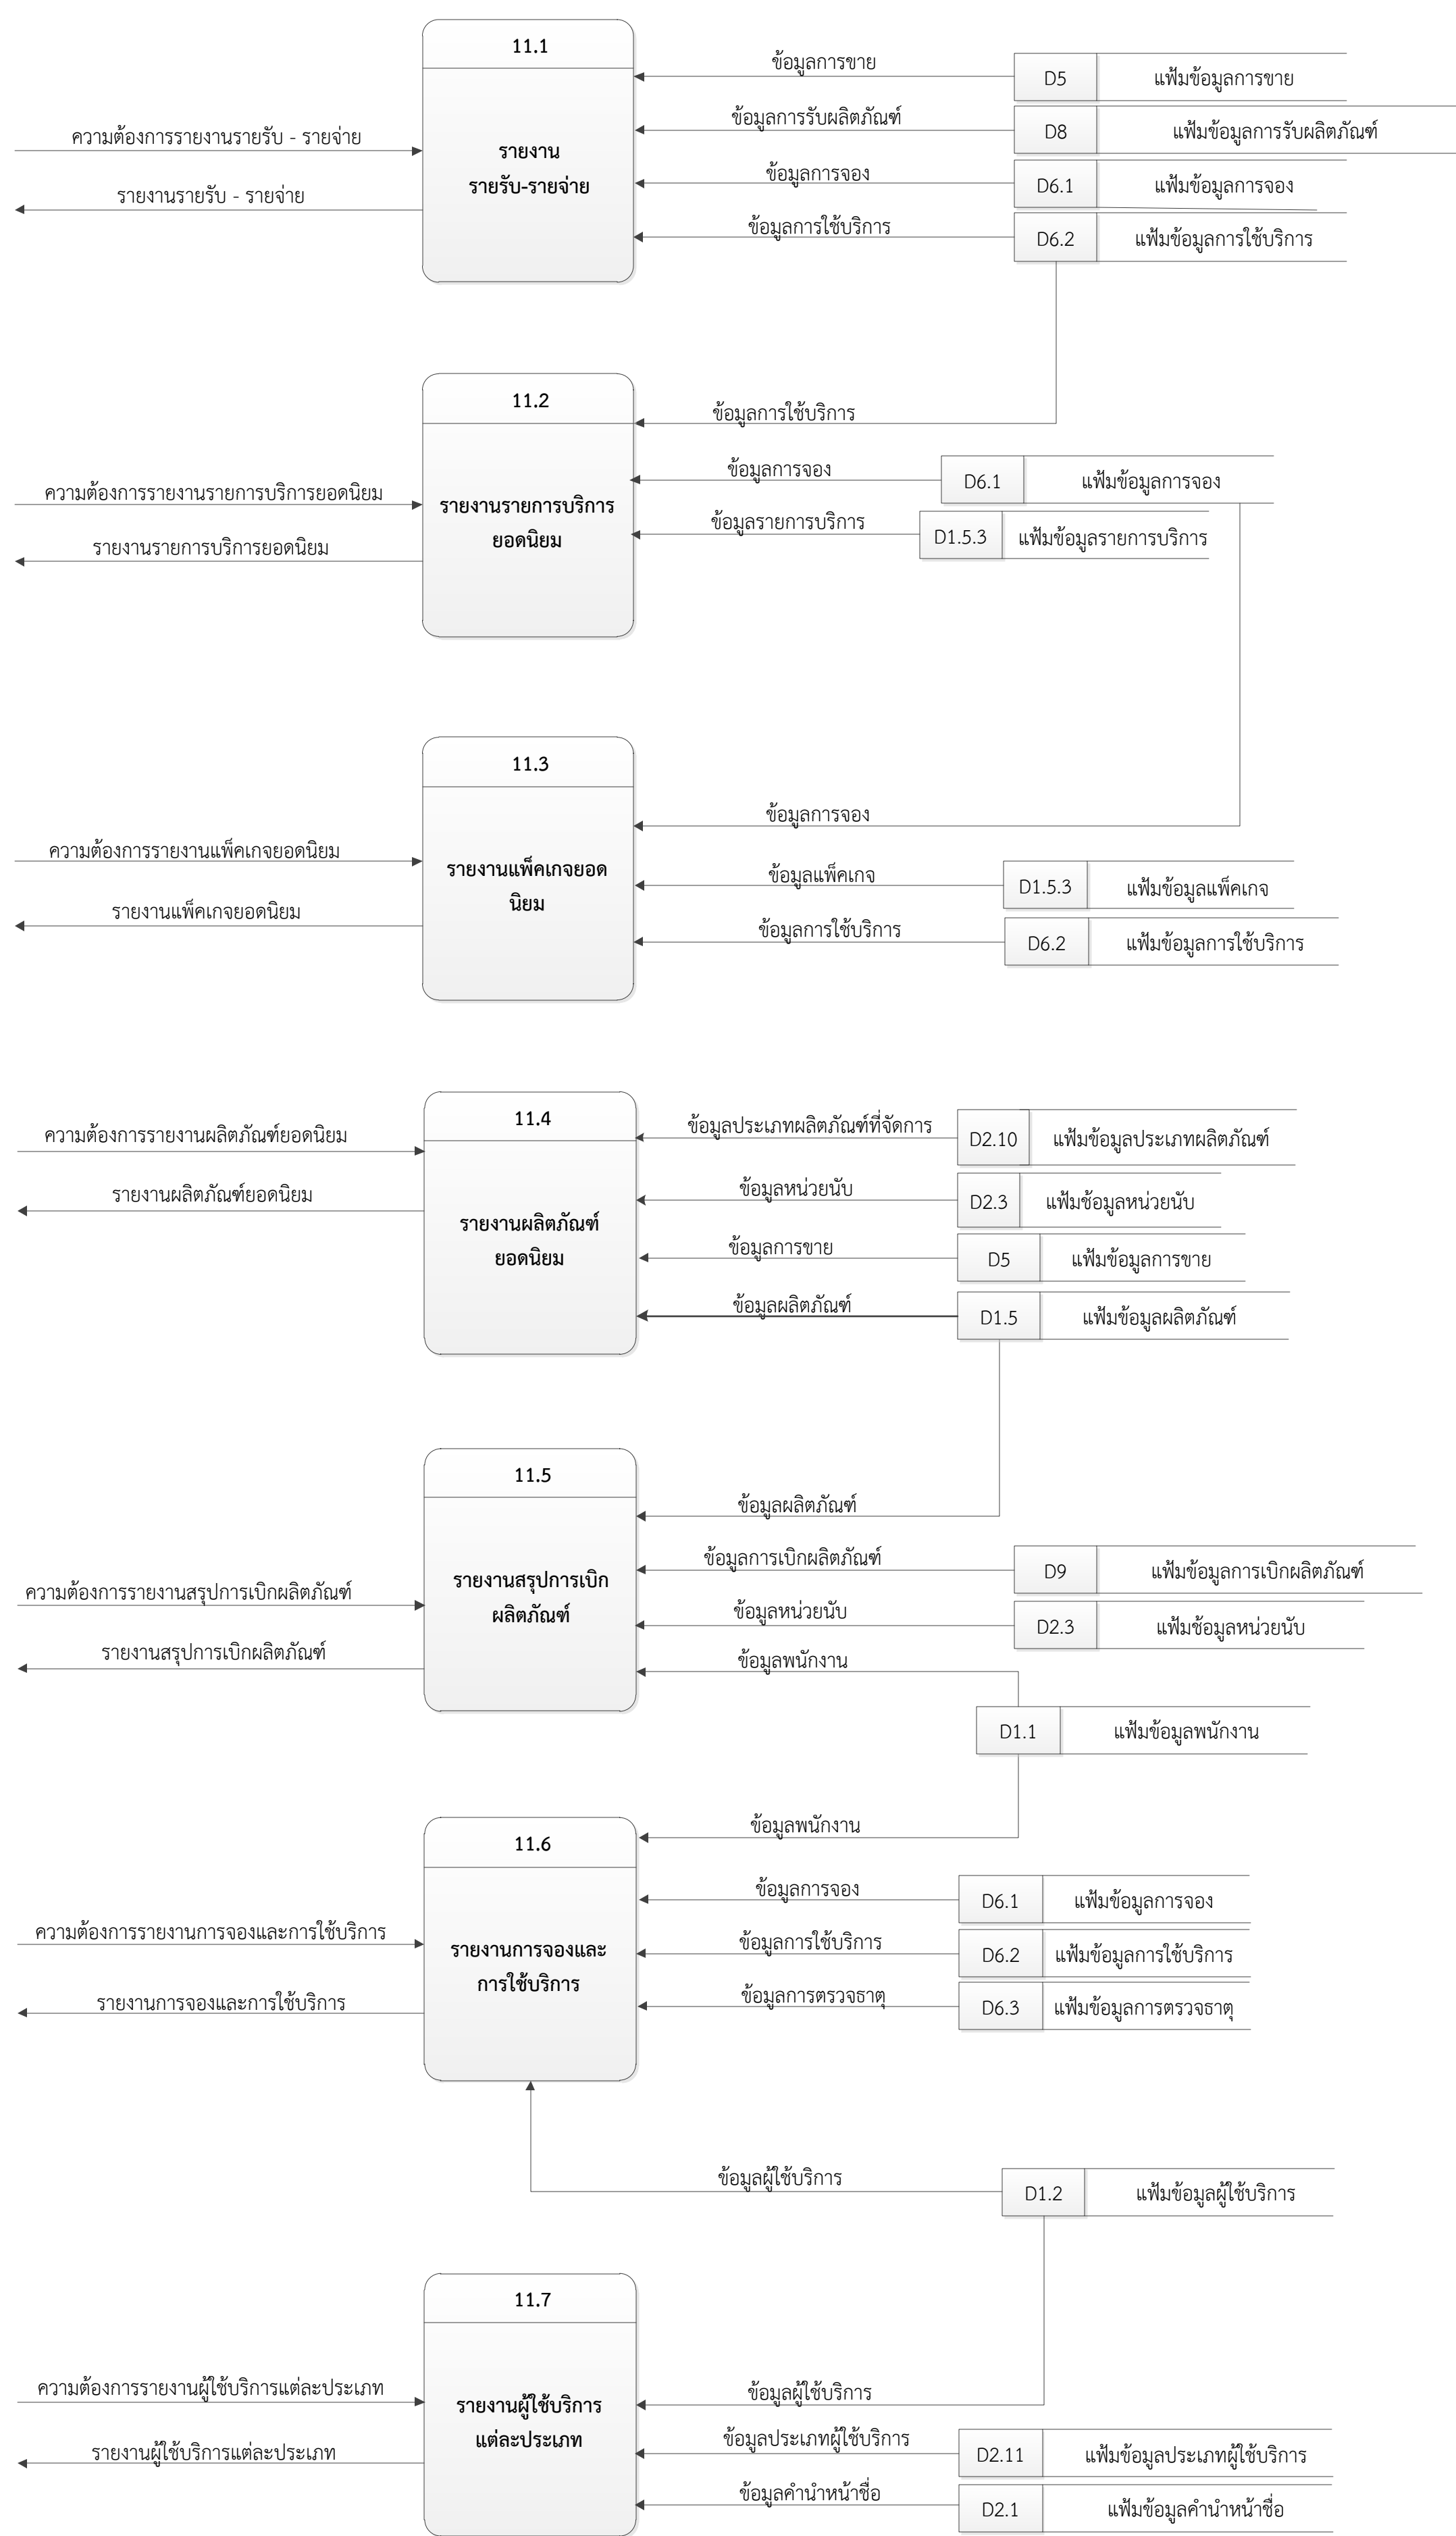 11.1
ข้อมูลการขาย
D5
แฟ้มข้อมูลการขาย
ข้อมูลการรับผลิตภัณฑ์
D8
แฟ้มข้อมูลการรับผลิตภัณฑ์
ความต้องการรายงานรายรับ - รายจ่าย
รายงาน
รายรับ-รายจ่าย
ข้อมูลการจอง
D6.1
แฟ้มข้อมูลการจอง
รายงานรายรับ - รายจ่าย
ข้อมูลการใช้บริการ
D6.2
แฟ้มข้อมูลการใช้บริการ
11.2
ข้อมูลการใช้บริการ
ข้อมูลการจอง
D6.1
แฟ้มข้อมูลการจอง
ความต้องการรายงานรายการบริการยอดนิยม
รายงานรายการบริการ
ยอดนิยม
ข้อมูลรายการบริการ
D1.5.3
แฟ้มข้อมูลรายการบริการ
รายงานรายการบริการยอดนิยม
11.3
ข้อมูลการจอง
ความต้องการรายงานแพ็คเกจยอดนิยม
รายงานแพ็คเกจยอด
นิยม
ข้อมูลแพ็คเกจ
D1.5.3
แฟ้มข้อมูลแพ็คเกจ
รายงานแพ็คเกจยอดนิยม
ข้อมูลการใช้บริการ
D6.2
แฟ้มข้อมูลการใช้บริการ
11.4
ข้อมูลประเภทผลิตภัณฑ์ที่จัดการ
D2.10
แฟ้มข้อมูลประเภทผลิตภัณฑ์
ความต้องการรายงานผลิตภัณฑ์ยอดนิยม
รายงานผลิตภัณฑ์ยอดนิยม
ข้อมูลหน่วยนับ
D2.3
แฟ้มช้อมูลหน่วยนับ
รายงานผลิตภัณฑ์
ยอดนิยม
ข้อมูลการขาย
D5
แฟ้มข้อมูลการขาย
ข้อมูลผลิตภัณฑ์
D1.5
แฟ้มข้อมูลผลิตภัณฑ์
11.5
ข้อมูลผลิตภัณฑ์
ข้อมูลการเบิกผลิตภัณฑ์
D9
แฟ้มข้อมูลการเบิกผลิตภัณฑ์
ความต้องการรายงานสรุปการเบิกผลิตภัณฑ์
รายงานสรุปการเบิก
ผลิตภัณฑ์
ข้อมูลหน่วยนับ
D2.3
แฟ้มช้อมูลหน่วยนับ
รายงานสรุปการเบิกผลิตภัณฑ์
ข้อมูลพนักงาน
D1.1
แฟ้มข้อมูลพนักงาน
11.6
ข้อมูลพนักงาน
ข้อมูลการจอง
D6.1
แฟ้มข้อมูลการจอง
ความต้องการรายงานการจองและการใช้บริการ
รายงานการจองและ
การใช้บริการ
ข้อมูลการใช้บริการ
D6.2
แฟ้มข้อมูลการใช้บริการ
รายงานการจองและการใช้บริการ
ข้อมูลการตรวจธาตุ
D6.3
แฟ้มข้อมูลการตรวจธาตุ
ข้อมูลผู้ใช้บริการ
D1.2
แฟ้มข้อมูลผู้ใช้บริการ
11.7
ความต้องการรายงานผู้ใช้บริการแต่ละประเภท
รายงานผู้ใช้บริการ
แต่ละประเภท
ข้อมูลผู้ใช้บริการ
รายงานผู้ใช้บริการแต่ละประเภท
ข้อมูลประเภทผู้ใช้บริการ
D2.11
แฟ้มข้อมูลประเภทผู้ใช้บริการ
ข้อมูลคำนำหน้าชื่อ
D2.1
แฟ้มข้อมูลคำนำหน้าชื่อ